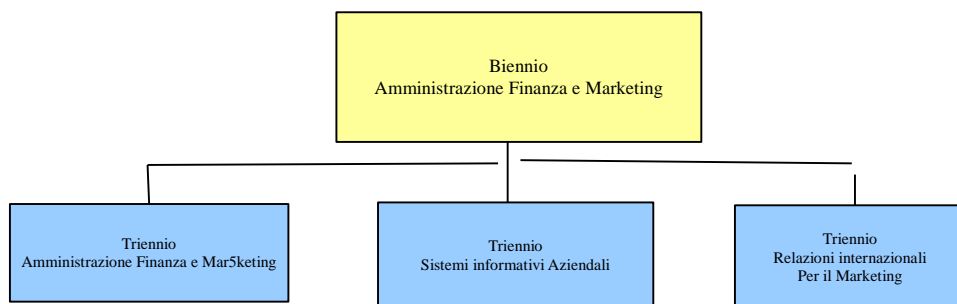 Biennio
Amministrazione Finanza e Marketing
Triennio
Amministrazione Finanza e Mar5keting
Triennio
Sistemi informativi Aziendali
Triennio
Relazioni internazionali
Per il Marketing